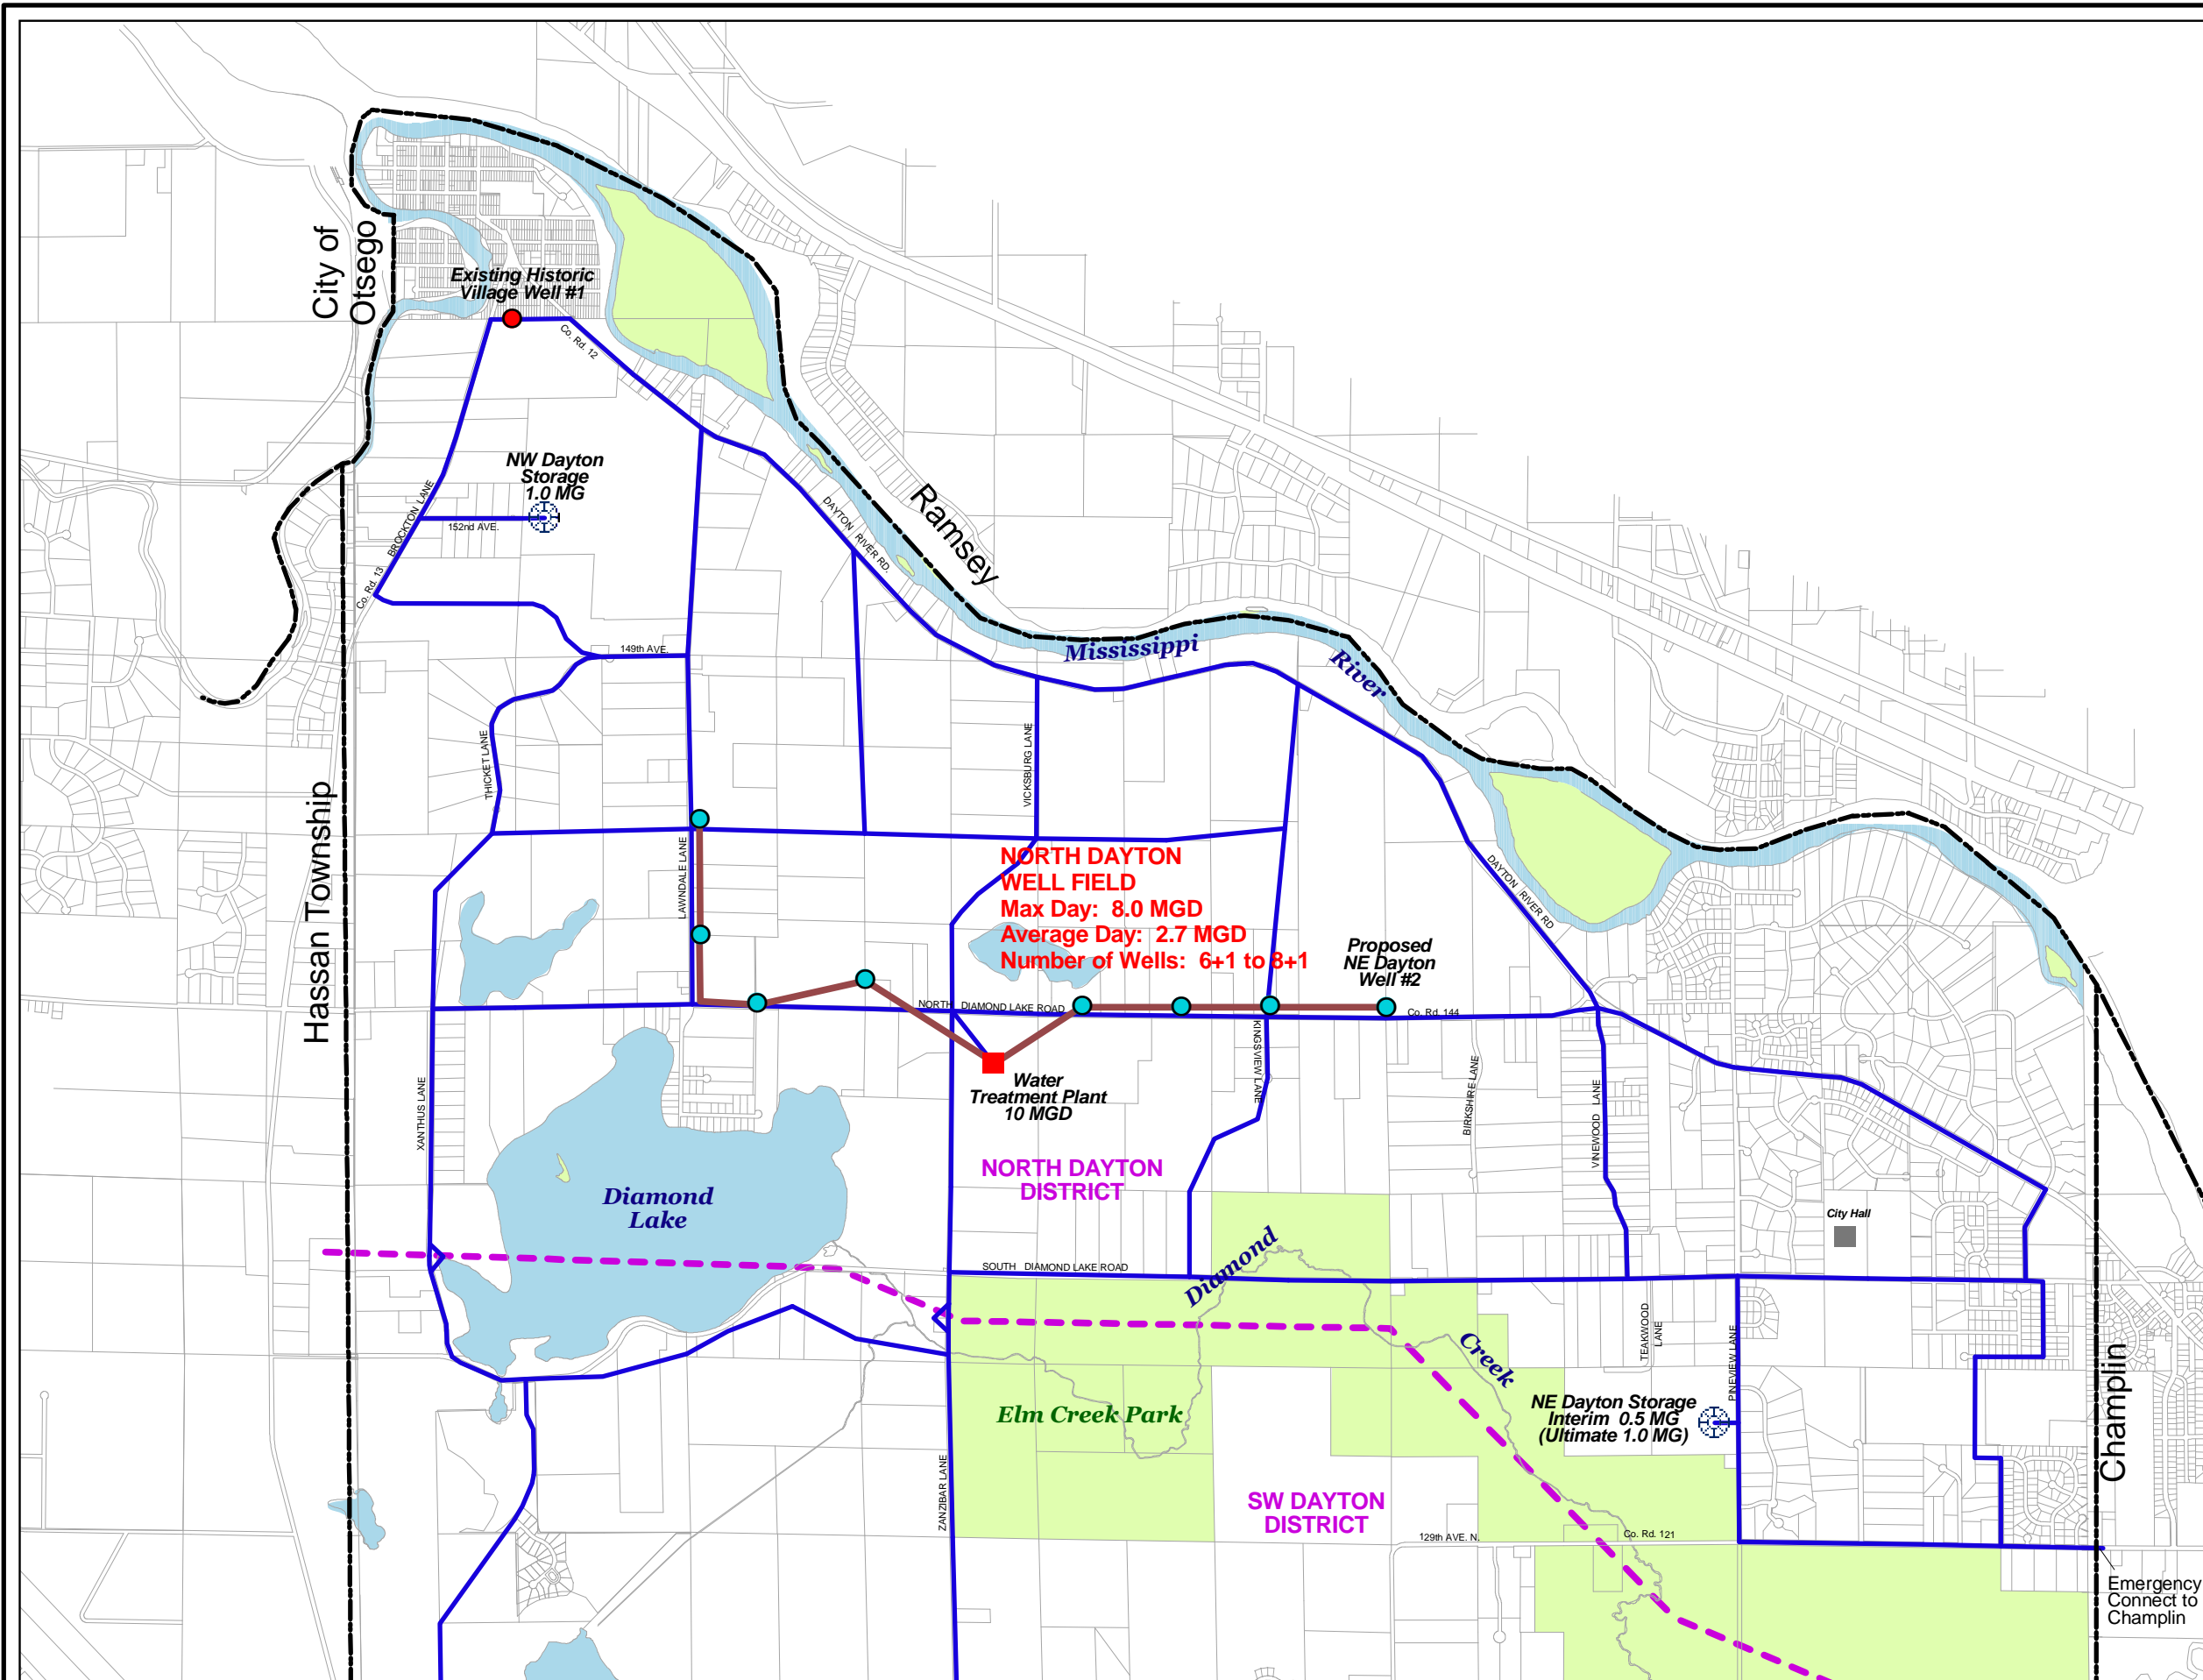 City of
Otsego
Existing Historic
Village Well #1
Co. Rd. 12
NW Dayton
Storage
1.0 MG
152nd AVE.
BROCKTON LANE
Co. Rd. 13
DAYTON RIVER RD.
Ramsey
Mississippi River
149th AVE.
THICKET LANE
VICKSBURG LANE
Hassan Township
LAWNDALE LANE
NORTH DAYTON
WELL FIELD
Max Day: 8.0 MGD
Average Day: 2.7 MGD
Number of Wells: 6+1 to 8+1
Proposed
NE Dayton
Well #2
DAYTON RIVER RD
NORTH DIAMOND LAKE ROAD
Co. Rd. 144
KINGSVIEW LANE
Water
Treatment Plant
10 MGD
XANTHUS LANE
BIRKSHIRE LANE
VINEWOOD LANE
NORTH DAYTON
DISTRICT
Diamond
Lake
City Hall
SOUTH DIAMOND LAKE ROAD
Diamond Creek
TEAKWOOD
LANE
PINEVIEW LANE
Champlin
Elm Creek Park
NE Dayton Storage
Interim 0.5 MG
(Ultimate 1.0 MG)
ZANZIBAR LANE
SW DAYTON
DISTRICT
129th AVE. N.
Co. Rd. 121
Emergency
Connect to
Champlin